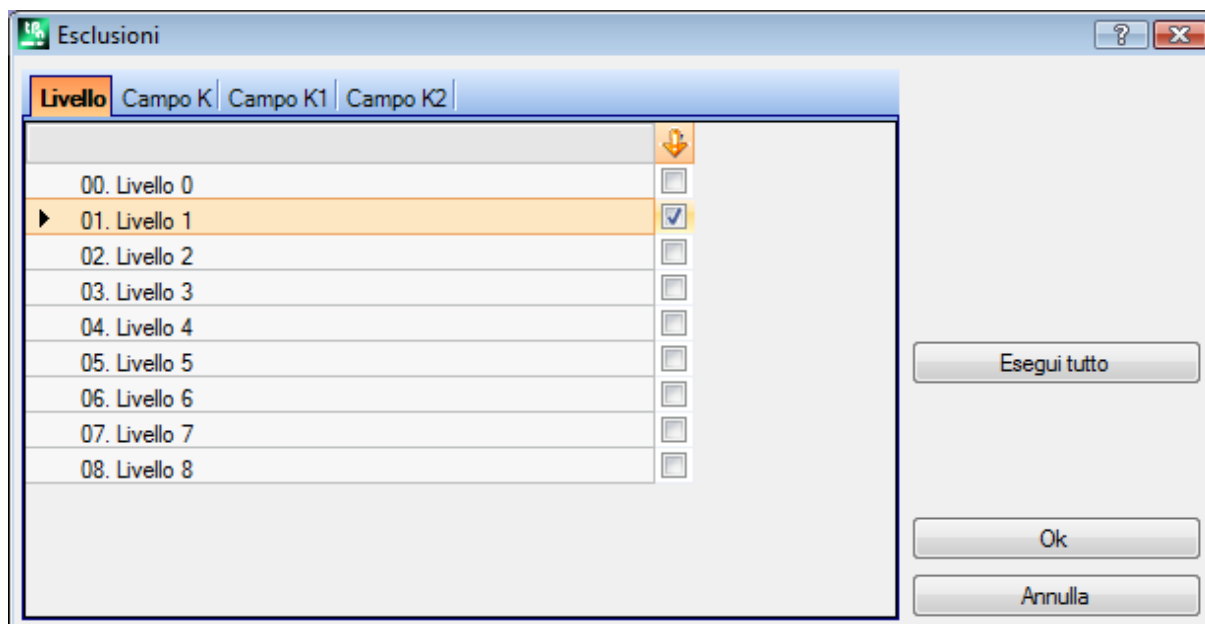 Esclusioni
Livello Campo K Campo K1 Campo K2
00. Livello 0
01. Livello 1
02. Livello 2
03. Livello 3
04. Livello 4
05. Livello 5
06. Livello 6
07. Livello 7
08. Livello 8
Esegui tutto
Ok
Annulla